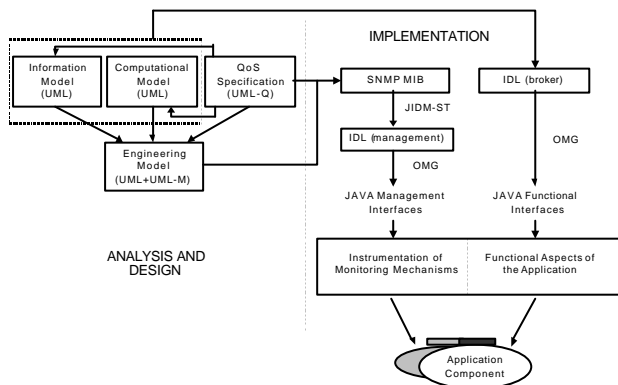 IMPLEMENTATION
Information
Model
(UML)
Computational
Model
(UML)
QoS
Specification
(UML-Q)
SNMP MIB
IDL (broker)
JIDM-ST
IDL (management)
OMG
OMG
Engineering
Model
(UML+UML-M)
JAVA Management
Interfaces
JAVA Functional
Interfaces
ANALYSIS AND
DESIGN
Instrumentation of
Monitoring Mechanisms
Functional Aspects of
the Application
Application
Component